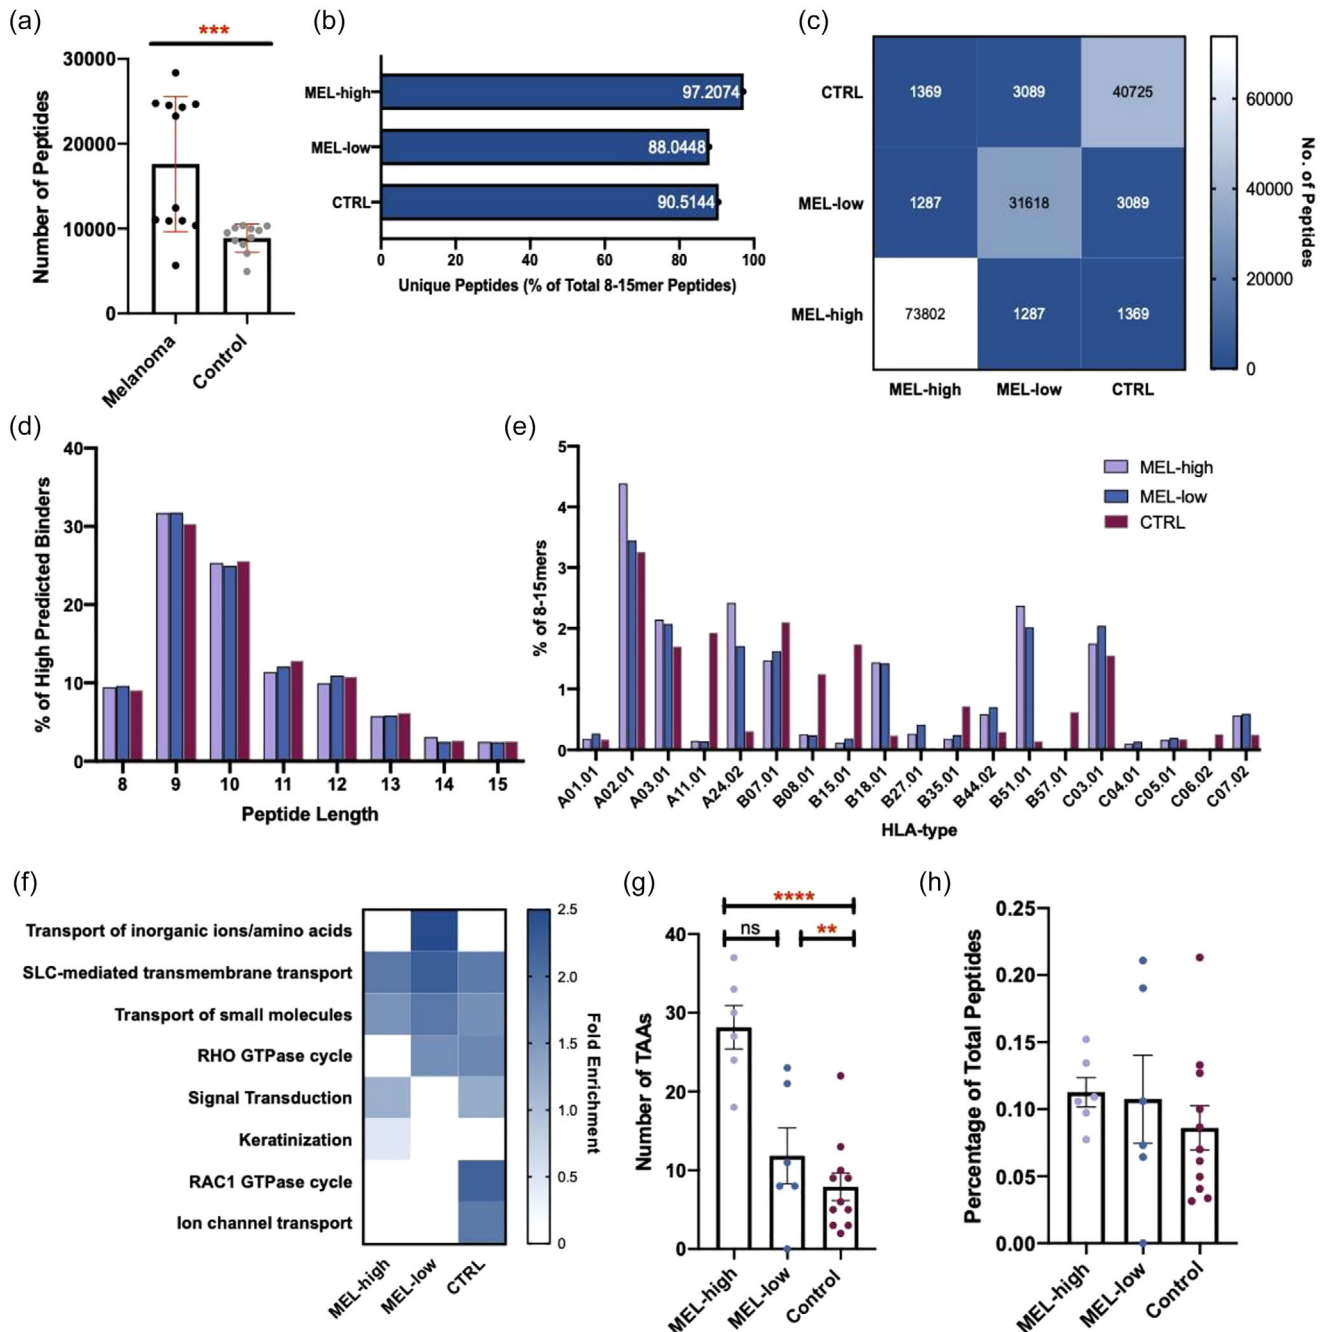 (a)
***
30000
20000
10000
0
Number of Peptides
Melanoma
Control
(b)
MEL-high
97.2074
MEL-low
88.0448
CTRL
90.5144
0 20 40 60 80 100
Unique Peptides (% of Total 8-15mer Peptides)
(c)
CTRL 1369 3089 40725
MEL-low 1287 31618 3089
MEL-high 73802 1287 1369
MEL-high MEL-low CTRL
60000
40000
20000
0
No. of Peptides
(d)
40
30
20
10
0
% of High Predicted Binders
8 9 10 11 12 13 14 15
Peptide Length
(e)
5
4
3
2
1
0
% of 8-15mers
MEL-high
MEL-low
CTRL
A01.01 A02.01 A03.01 A11.01 A24.02 B07.01 B08.01 B15.01 B18.01 B27.01 B35.01 B44.02 B51.01 B57.01 C03.01 C04.01 C05.01 C06.02 C07.02
HLA-type
(f)
Transport of inorganic ions/amino acids
SLC-mediated transmembrane transport
Transport of small molecules
RHO GTPase cycle
Signal Transduction
Keratinization
RAC1 GTPase cycle
Ion channel transport
MEL-high MEL-low CTRL
2.5
2.0
1.5
1.0
0.5
0
Fold Enrichment
(g)
****
ns
**
40
30
20
10
0
Number of TAAs
MEL-high MEL-low Control
(h)
0.25
0.20
0.15
0.10
0.05
0.00
Percentage of Total Peptides
MEL-high MEL-low Control